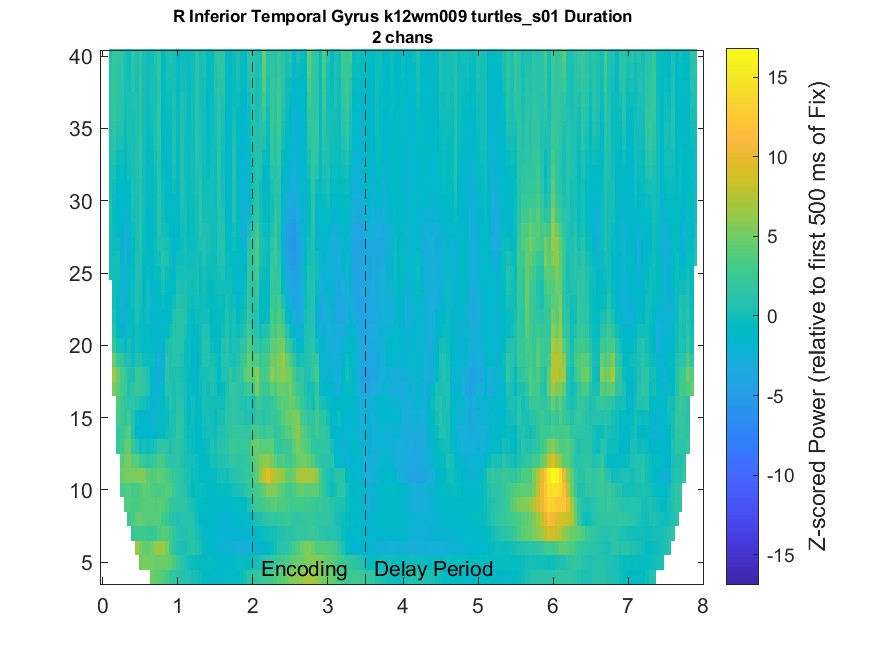 R Inferior Temporal Gyrus k12wm009 turtles_s01 Duration
2 chans
40
35
30
25
20
15
10
5
Encoding
Delay Period
0 1 2 3 4 5 6 7 8
15
10
5
0
-5
-10
-15
Z-scored Power (relative to first 500 ms of Fix)